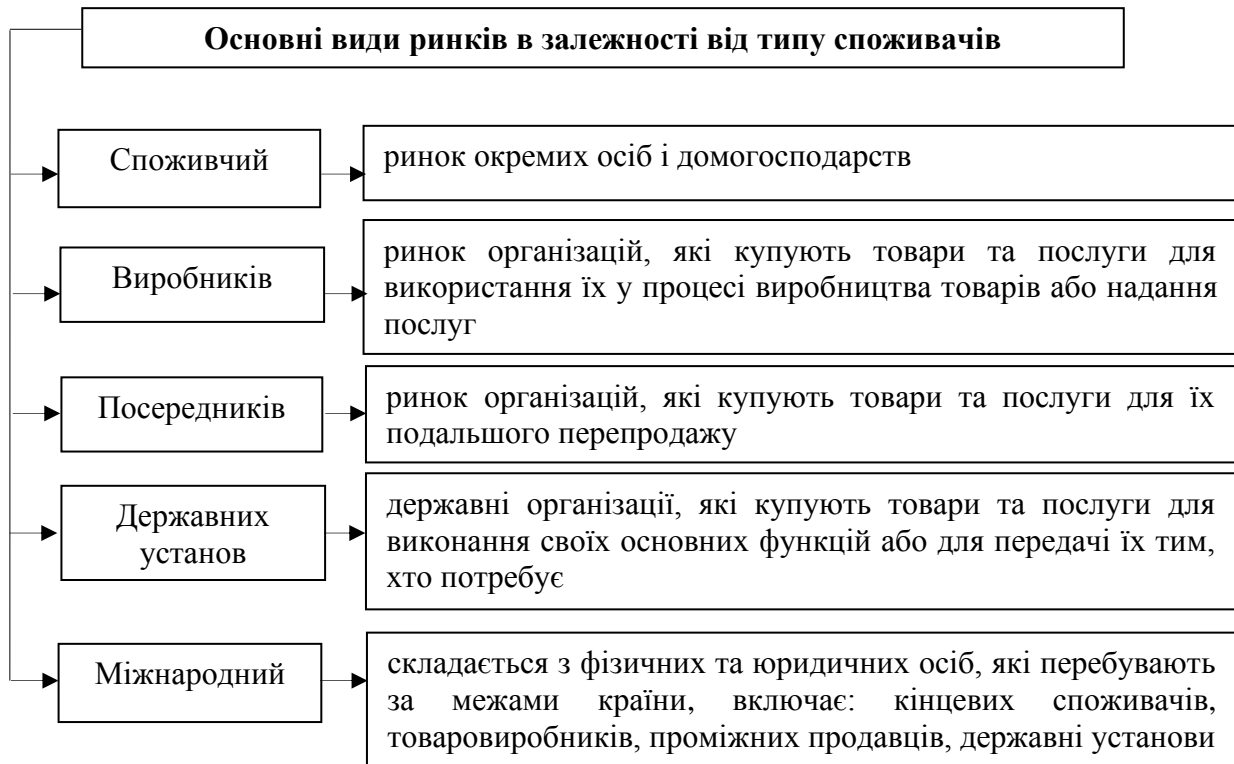 Основні види ринків в залежності від типу споживачів
Споживчий
ринок окремих осіб і домогосподарств
Виробників
ринок організацій, які купують товари та послуги для
використання їх у процесі виробництва товарів або надання
послуг
Посередників
ринок організацій, які купують товари та послуги для їх
подальшого перепродажу
Державних
установ
державні організації, які купують товари та послуги для
виконання своїх основних функцій або для передачі їх тим,
хто потребує
Міжнародний
складається з фізичних та юридичних осіб, які перебувають
за межами країни, включає: кінцевих споживачів,
товаровиробників, проміжних продавців, державні установи